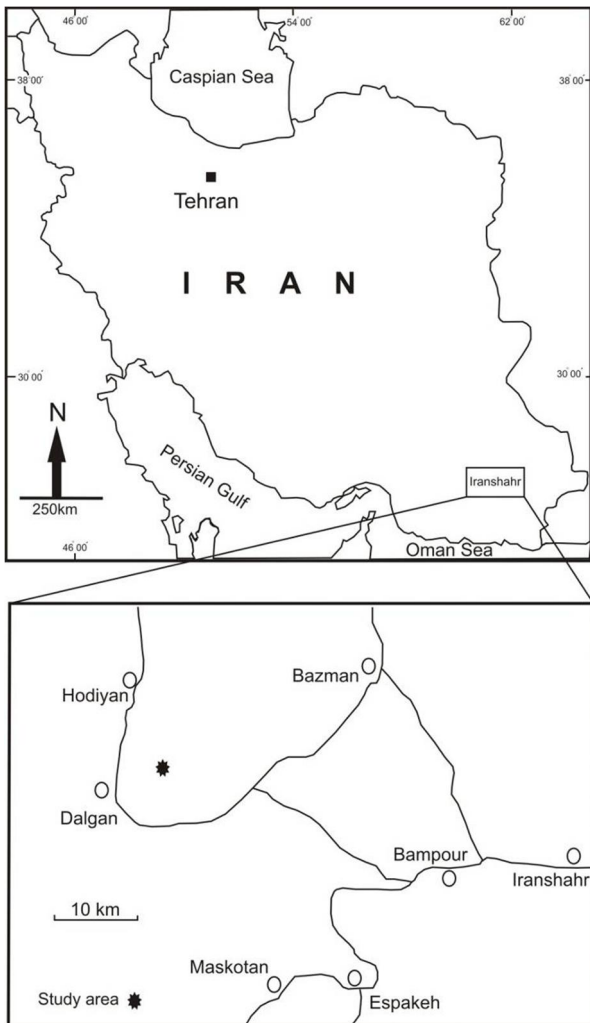 46°00' 54°00' 62°00'
38°00' 38°00'
Caspian Sea
Tehran
I R A N
30°00' 30°00'
N
250km
Persian Gulf
Iranshahr
Oman Sea
46°00'
Hodiyan
Bazman
Dalgan
Bampour
Iranshahr
10 km
Maskotan
Espakeh
Study area